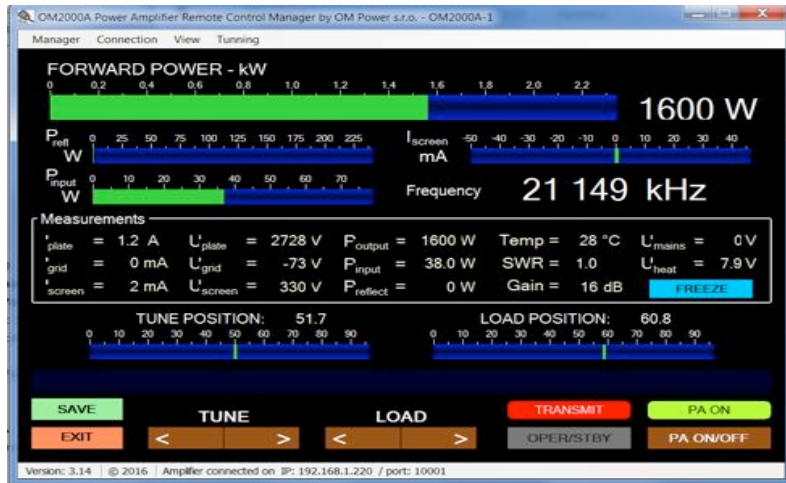 OM2000A Power Amplifier Remote Control Manager by OM Power s.r.o. - OM2000A-1
Manager Connection View Tunning
FORWARD POWER - kW
0 0,2 0,4 0,6 0,8 1,0 1,2 1,4 1,6 1,8 2,0 2,2
1600 W
Prefl W 0 25 50 75 100 125 150 175 200 225
Iscreen mA -50 -40 -30 -20 -10 0 10 20 30 40
Pinput W 0 10 20 30 40 50 60 70
Frequency 21 149 kHz
Measurements
Iplate = 1.2 A Uplate = 2728 V Poutput = 1600 W Temp = 28 °C Umains = 0 V
Igrid = 0 mA Ugrid = -73 V Pinput = 38.0 W SWR = 1.0 Uheat = 7.9 V
Iscreen = 2 mA Uscreen = 330 V Preflect = 0 W Gain = 16 dB FREEZE
TUNE POSITION: 51.7 LOAD POSITION: 60.8
0 10 20 30 40 50 60 70 80 90 0 10 20 30 40 50 60 70 80 90
SAVE TUNE LOAD TRANSMIT PA ON
EXIT < > < > OPER/STBY PA ON/OFF
Version: 3.14 © 2016 Amplifier connected on IP: 192.168.1.220 / port: 10001